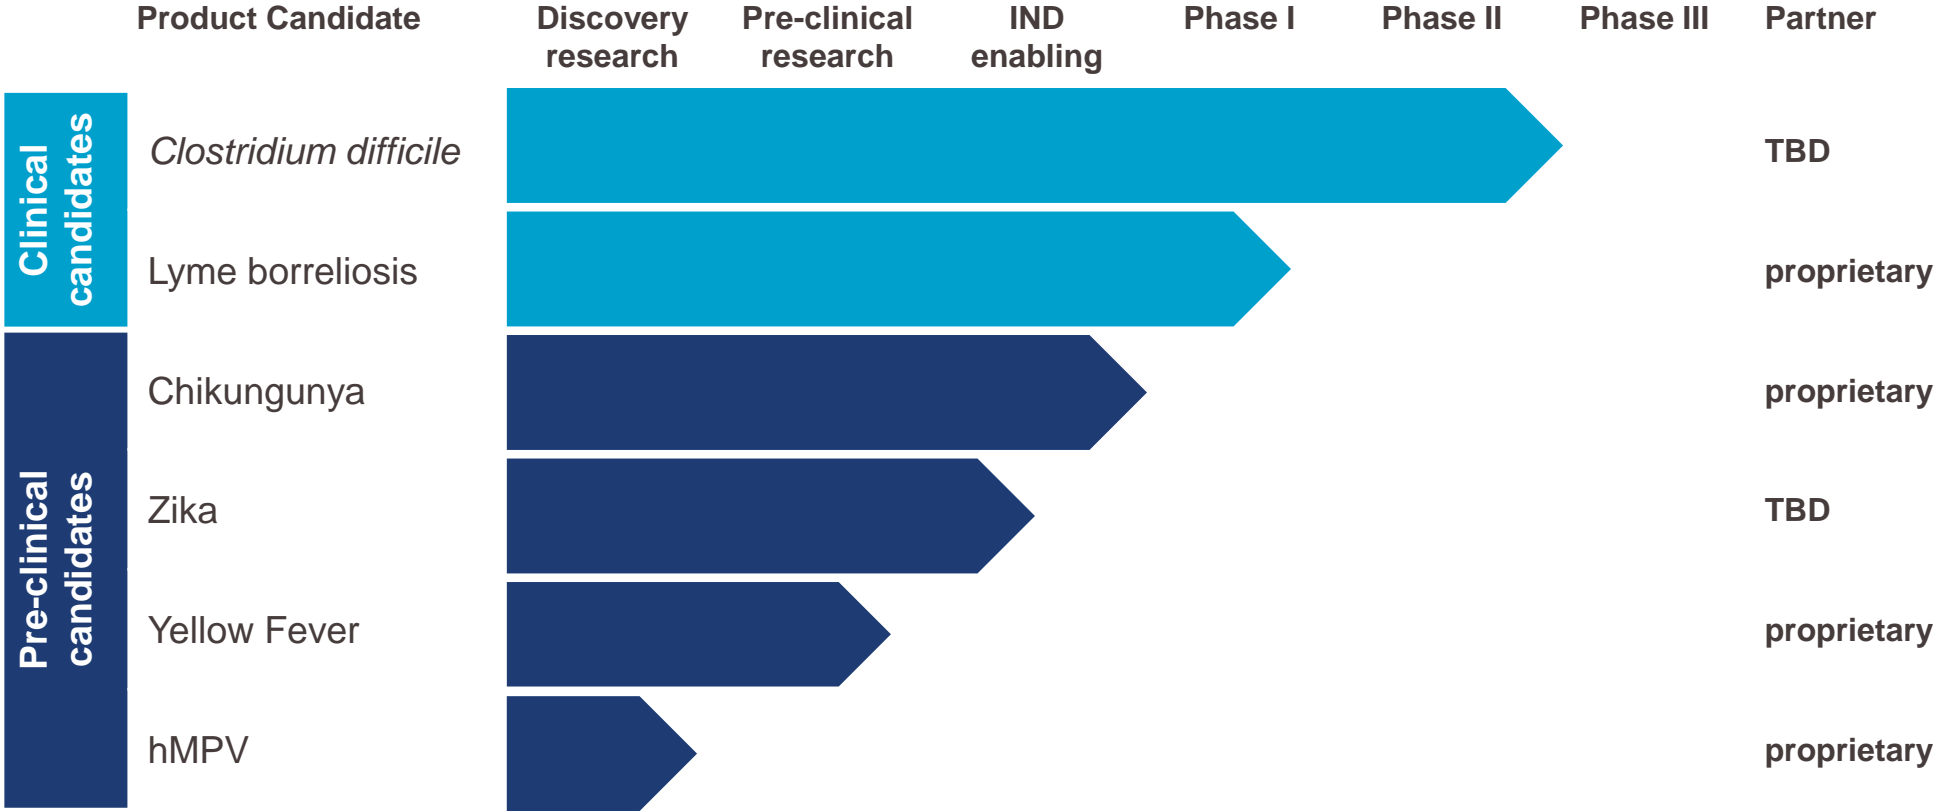 Product Candidate
Discovery
research
Pre-clinical
research
IND
enabling
Phase I
Phase II
Phase III
Partner
Clinical
candidates
Clostridium difficile
TBD
Lyme borreliosis
proprietary
Pre-clinical
candidates
Chikungunya
proprietary
Zika
TBD
Yellow Fever
proprietary
hMPV
proprietary